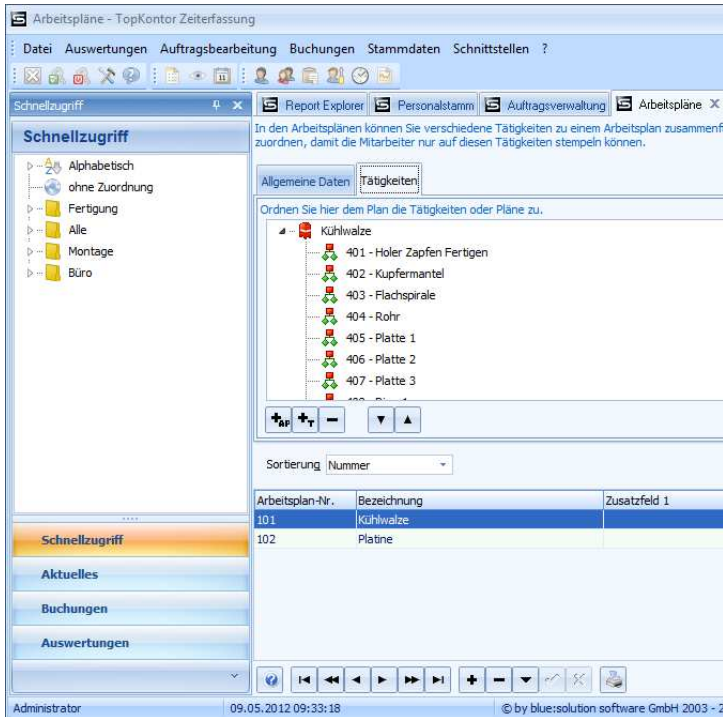 Arbeitspläne - TopKontor Zeiterfassung
Datei Auswertungen Auftragsbearbeitung Buchungen Stammdaten Schnittstellen ?
Schnellzugriff
Report Explorer Personalstamm Auftragsverwaltung Arbeitspläne X
Schnellzugriff
In den Arbeitsplänen können Sie verschiedene Tätigkeiten zu einem Arbeitsplan
zuordnen, damit die Mitarbeiter nur auf diesen Tätigkeiten stempeln können.
Alphabetisch
ohne Zuordnung
Fertigung
Alle
Montage
Büro
Allgemeine Daten Tätigkeiten
Ordnen Sie hier dem Plan die Tätigkeiten oder Pläne zu.
Kühlwalze
401 - Holer Zapfen Fertigen
402 - Kupfermantel
403 - Flachspirale
404 - Rohr
405 - Platte 1
406 - Platte 2
407 - Platte 3
+AP +T
Sortierung Nummer
Arbeitsplan-Nr. Bezeichnung Zusatzfeld 1
101 Kühlwalze
102 Platine
Schnellzugriff
Aktuelles
Buchungen
Auswertungen
Administrator 09.05.2012 09:33:18 © by blue:solution software GmbH 2003 -